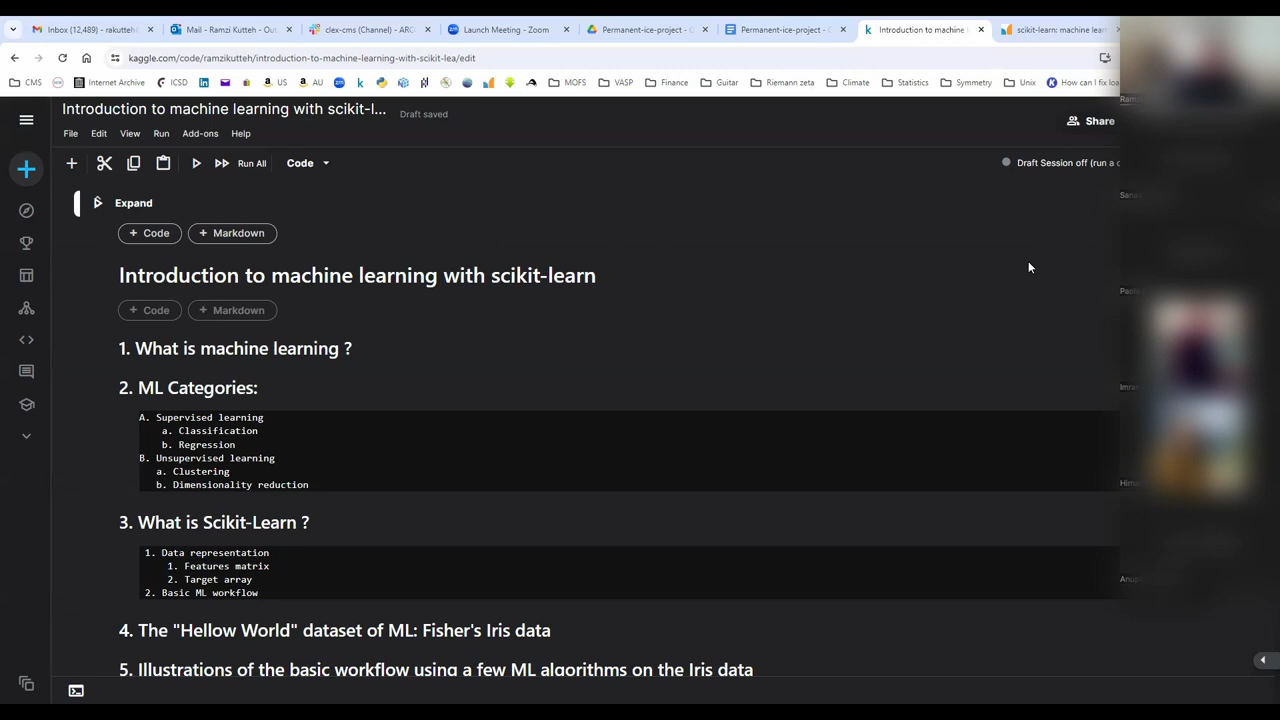 Inbox (12,489) - rakutteh
Mail - Ramzi Kutteh - Out
clex-cms (Channel) - ARC
Launch Meeting - Zoom
Permanent-ice-project - G
Permanent-ice-project - G
Introduction to machine l
scikit-learn: machine lear
kaggle.com/code/ramzikutteh/introduction-to-machine-learning-with-scikit-lea/edit
CMS Internet Archive ICSD US AU MOFS VASP Finance Guitar Riemann zeta Climate Statistics Symmetry Unix How can I fix loa
Introduction to machine learning with scikit-l... Draft saved
Share
File Edit View Run Add-ons Help
Run All Code Draft Session off (run a c
Expand
+ Code + Markdown
Introduction to machine learning with scikit-learn
+ Code + Markdown
1. What is machine learning ?
2. ML Categories:
A. Supervised learning
a. Classification
b. Regression
B. Unsupervised learning
a. Clustering
b. Dimensionality reduction
3. What is Scikit-Learn ?
1. Data representation
1. Features matrix
2. Target array
2. Basic ML workflow
4. The "Hellow World" dataset of ML: Fisher's Iris data
5. Illustrations of the basic workflow using a few ML algorithms on the Iris data